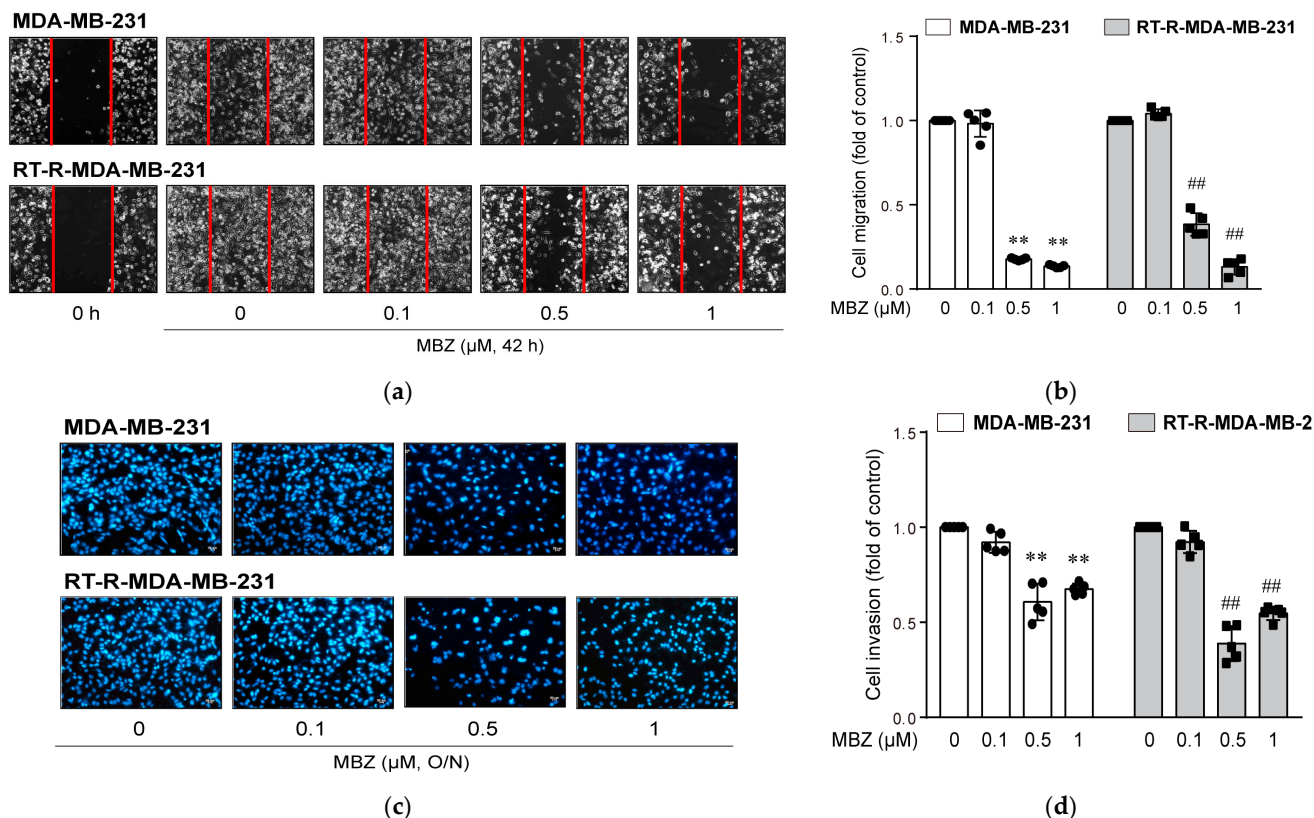 MDA-MB-231
RT-R-MDA-MB-231
0 h 0 0.1 0.5 1
MBZ (µM, 42 h)
(a)
MDA-MB-231 RT-R-MDA-MB-231
Cell migration (fold of control)
1.5
1.0
0.5
0.0
** **
##
##
MBZ (µM) 0 0.1 0.5 1 0 0.1 0.5 1
(b)
MDA-MB-231
RT-R-MDA-MB-231
0 0.1 0.5 1
MBZ (µM, O/N)
(c)
MDA-MB-231 RT-R-MDA-MB-2
Cell invasion (fold of control)
1.5
1.0
0.5
0.0
** **
## ##
MBZ (µM) 0 0.1 0.5 1 0 0.1 0.5 1
(d)